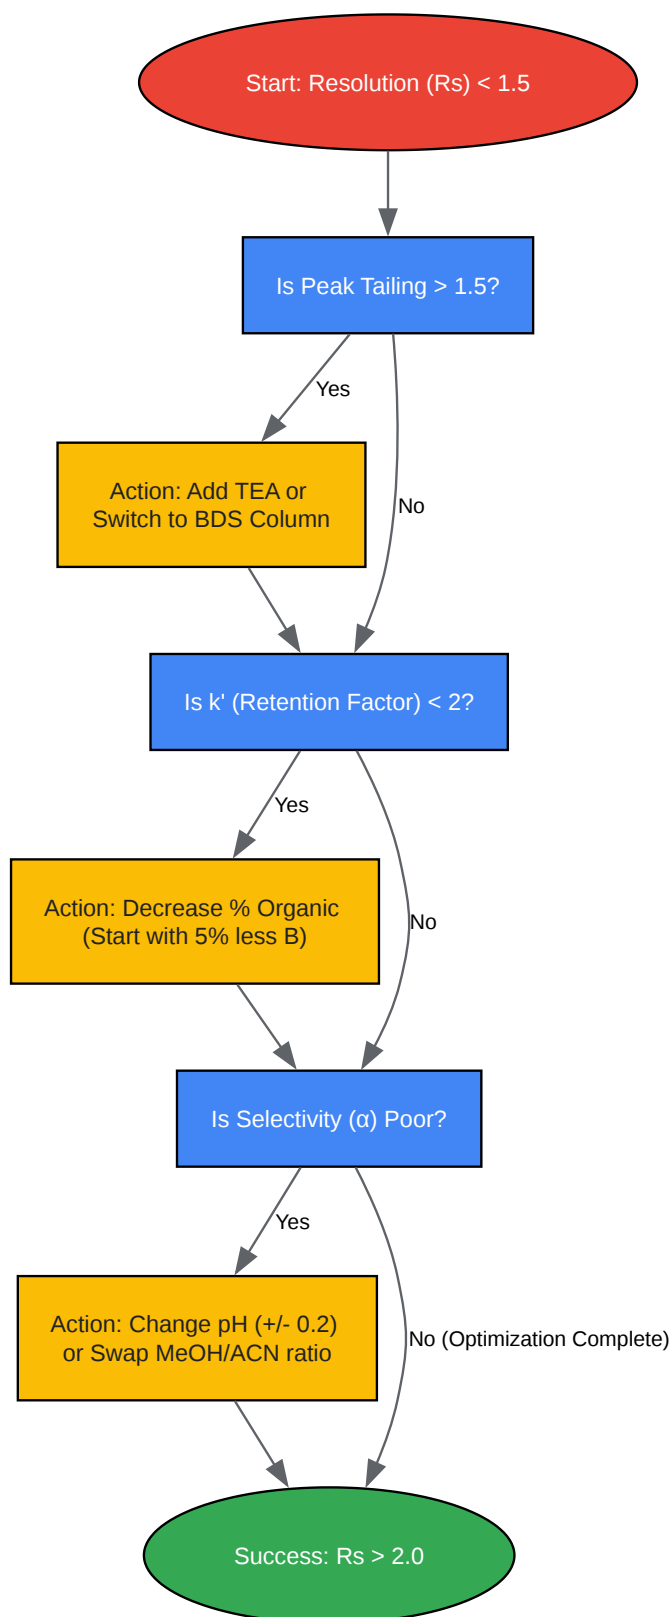 Start: Resolution (Rs) < 1.5
Is Peak Tailing > 1.5?
Yes
Action: Add TEA or
Switch to BDS Column
No
Is k' (Retention Factor) < 2?
Yes
Action: Decrease % Organic
(Start with 5% less B)
No
Is Selectivity (α) Poor?
Yes
Action: Change pH (+/- 0.2)
or Swap MeOH/ACN ratio
No (Optimization Complete)
Success: Rs > 2.0